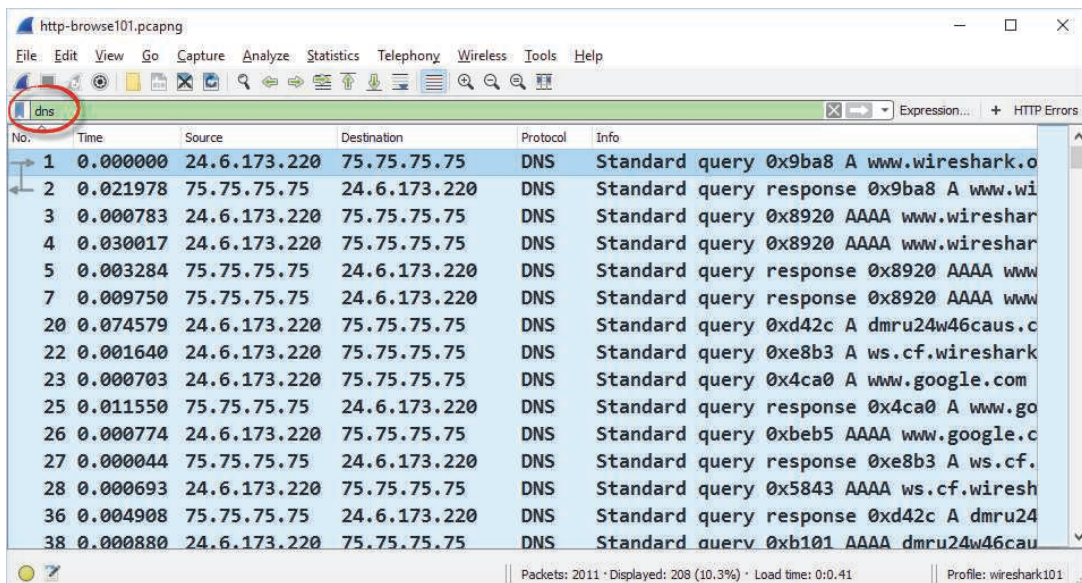 http-browse101.pcapng
File Edit View Go Capture Analyze Statistics Telephony Wireless Tools Help
dns Expression... + HTTP Errors
No. Time Source Destination Protocol Info
1 0.000000 24.6.173.220 75.75.75.75 DNS Standard query 0x9ba8 A www.wireshark.o
2 0.021978 75.75.75.75 24.6.173.220 DNS Standard query response 0x9ba8 A www.wi
3 0.000783 24.6.173.220 75.75.75.75 DNS Standard query 0x8920 AAAA www.wireshar
4 0.030017 24.6.173.220 75.75.75.75 DNS Standard query 0x8920 AAAA www.wireshar
5 0.003284 75.75.75.75 24.6.173.220 DNS Standard query response 0x8920 AAAA www
7 0.009750 75.75.75.75 24.6.173.220 DNS Standard query response 0x8920 AAAA www
20 0.074579 24.6.173.220 75.75.75.75 DNS Standard query 0xd42c A dmru24w46caus.c
22 0.001640 24.6.173.220 75.75.75.75 DNS Standard query 0xe8b3 A ws.cf.wireshark
23 0.000703 24.6.173.220 75.75.75.75 DNS Standard query 0x4ca0 A www.google.com
25 0.011550 75.75.75.75 24.6.173.220 DNS Standard query response 0x4ca0 A www.go
26 0.000774 24.6.173.220 75.75.75.75 DNS Standard query 0xbeb5 AAAA www.google.c
27 0.000044 75.75.75.75 24.6.173.220 DNS Standard query response 0xe8b3 A ws.cf.
28 0.000693 24.6.173.220 75.75.75.75 DNS Standard query 0x5843 AAAA ws.cf.wiresh
36 0.004908 75.75.75.75 24.6.173.220 DNS Standard query response 0xd42c A dmru24
38 0.000880 24.6.173.220 75.75.75.75 DNS Standard query 0xb101 AAAA dmru24w46cau
Packets: 2011 · Displayed: 208 (10.3%) · Load time: 0:0.41 Profile: wireshark101